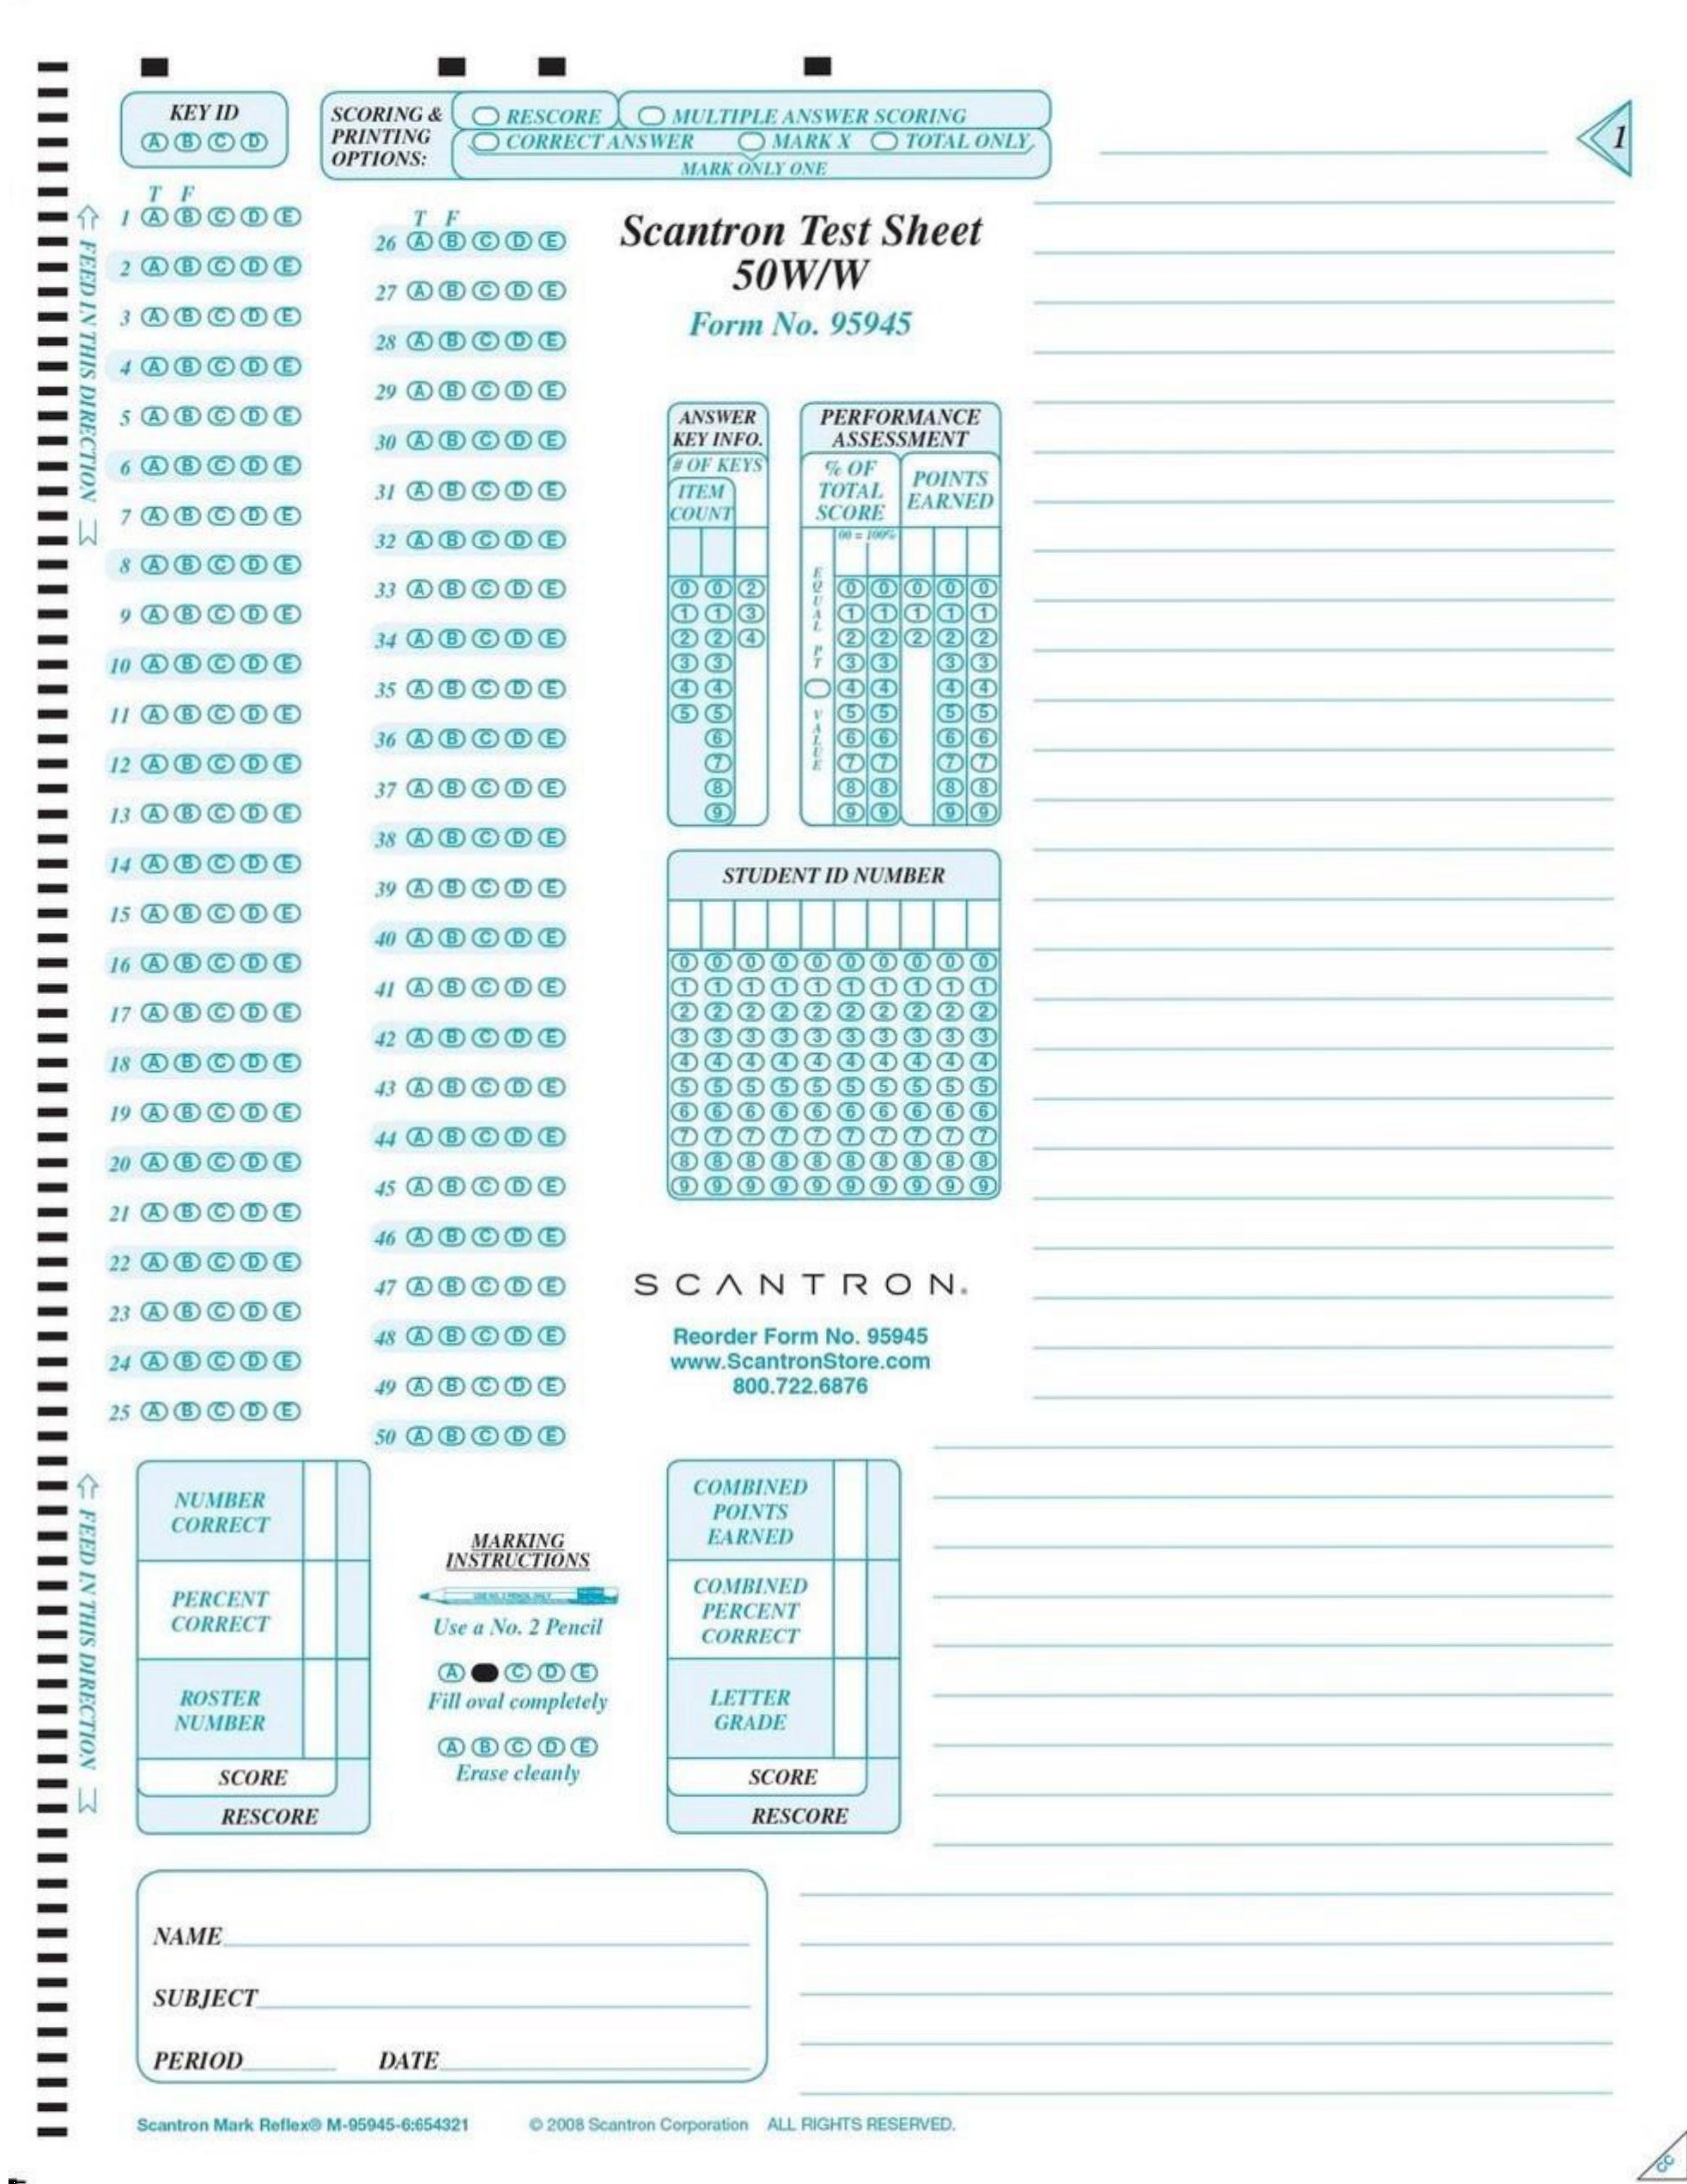 KEY ID
A B C D
SCORING &
PRINTING
OPTIONS:
RESCORE
MULTIPLE ANSWER SCORING
CORRECT ANSWER
MARK X
TOTAL ONLY
MARK ONLY ONE
1
FEED IN THIS DIRECTION
T F
1 A B C D E
2 A B C D E
3 A B C D E
4 A B C D E
5 A B C D E
6 A B C D E
7 A B C D E
8 A B C D E
9 A B C D E
10 A B C D E
11 A B C D E
12 A B C D E
13 A B C D E
14 A B C D E
15 A B C D E
16 A B C D E
17 A B C D E
18 A B C D E
19 A B C D E
20 A B C D E
21 A B C D E
22 A B C D E
23 A B C D E
24 A B C D E
25 A B C D E
T F
26 A B C D E
27 A B C D E
28 A B C D E
29 A B C D E
30 A B C D E
31 A B C D E
32 A B C D E
33 A B C D E
34 A B C D E
35 A B C D E
36 A B C D E
37 A B C D E
38 A B C D E
39 A B C D E
40 A B C D E
41 A B C D E
42 A B C D E
43 A B C D E
44 A B C D E
45 A B C D E
46 A B C D E
47 A B C D E
48 A B C D E
49 A B C D E
50 A B C D E
Scantron Test Sheet
50W/W
Form No. 95945
ANSWER
KEY INFO.
# OF KEYS
ITEM
COUNT
0 0 2
1 1 3
2 2 4
3 3
4 4
5 5
6
7
8
9
PERFORMANCE
ASSESSMENT
% OF
TOTAL
SCORE
POINTS
EARNED
00 = 100%
EQUAL PT VALUE
0 0 0 0 0
1 1 1 1 1
2 2 2 2 2
3 3 3 3
4 4 4 4
5 5 5 5
6 6 6 6
7 7 7 7
8 8 8 8
9 9 9 9
STUDENT ID NUMBER
0 0 0 0 0 0 0 0 0 0
1 1 1 1 1 1 1 1 1 1
2 2 2 2 2 2 2 2 2 2
3 3 3 3 3 3 3 3 3 3
4 4 4 4 4 4 4 4 4 4
5 5 5 5 5 5 5 5 5 5
6 6 6 6 6 6 6 6 6 6
7 7 7 7 7 7 7 7 7 7
8 8 8 8 8 8 8 8 8 8
9 9 9 9 9 9 9 9 9 9
SCANTRON.
Reorder Form No. 95945
www.ScantronStore.com
800.722.6876
FEED IN THIS DIRECTION
NUMBER
CORRECT
PERCENT
CORRECT
ROSTER
NUMBER
SCORE
RESCORE
MARKING
INSTRUCTIONS
USE NO. 2 PENCIL ONLY
Use a No. 2 Pencil
A C D E
Fill oval completely
A B C D E
Erase cleanly
COMBINED
POINTS
EARNED
COMBINED
PERCENT
CORRECT
LETTER
GRADE
SCORE
RESCORE
NAME
SUBJECT
PERIOD DATE
Scantron Mark Reflex® M-95945-6:654321 © 2008 Scantron Corporation ALL RIGHTS RESERVED.
CC